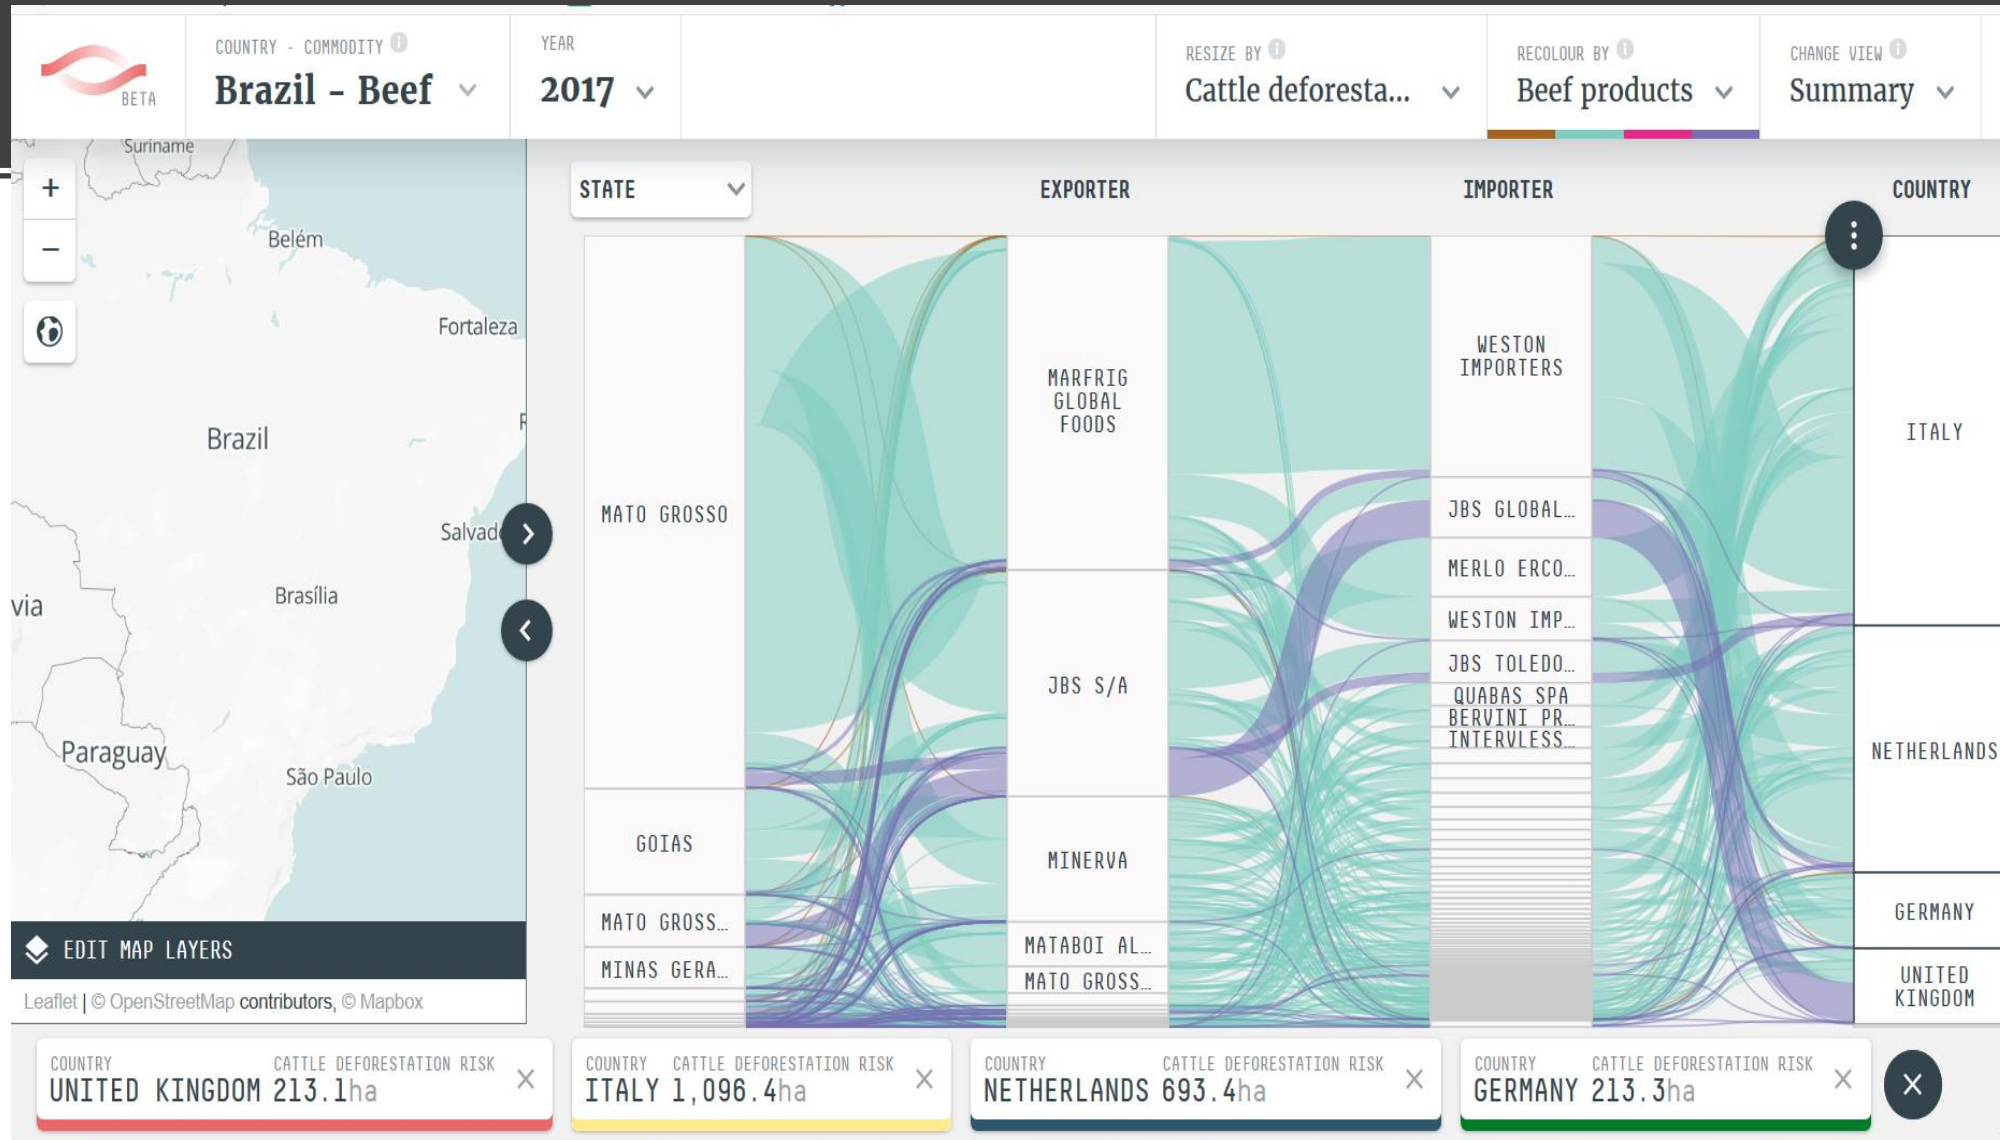 BETA
COUNTRY - COMMODITY
Brazil - Beef
YEAR
2017
RESIZE BY
Cattle deforesta...
RECOLOUR BY
Beef products
CHANGE VIEW
Summary
Suriname
+
−
Belém
Fortaleza
Brazil
Salvad
Brasília
via
Paraguay
São Paulo
EDIT MAP LAYERS
Leaflet | © OpenStreetMap contributors, © Mapbox
STATE
EXPORTER
IMPORTER
COUNTRY
MATO GROSSO
GOIAS
MATO GROSS…
MINAS GERA…
MARFRIG
GLOBAL
FOODS
JBS S/A
MINERVA
MATABOI AL…
MATO GROSS…
WESTON
IMPORTERS
JBS GLOBAL…
MERLO ERCO…
WESTON IMP…
JBS TOLEDO…
QUABAS SPA
BERVINI PR…
INTERVLESS…
ITALY
NETHERLANDS
GERMANY
UNITED
KINGDOM
COUNTRY CATTLE DEFORESTATION RISK
UNITED KINGDOM 213.1ha
COUNTRY CATTLE DEFORESTATION RISK
ITALY 1,096.4ha
COUNTRY CATTLE DEFORESTATION RISK
NETHERLANDS 693.4ha
COUNTRY CATTLE DEFORESTATION RISK
GERMANY 213.3ha